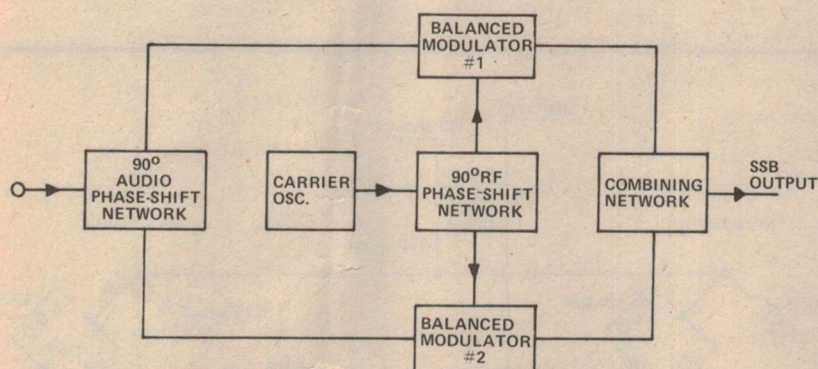 BALANCED
MODULATOR
#1
90°
AUDIO
PHASE-SHIFT
NETWORK
CARRIER
OSC.
90° RF
PHASE-SHIFT
NETWORK
COMBINING
NETWORK
SSB
OUTPUT
BALANCED
MODULATOR
#2